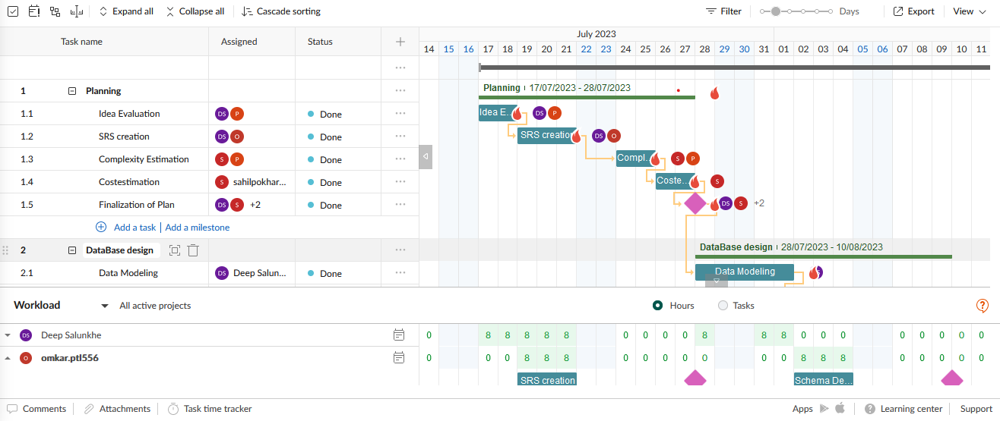 Expand all Collapse all Cascade sorting Filter Days Export View
Task name Assigned Status
July 2023
14 15 16 17 18 19 20 21 22 23 24 25 26 27 28 29 30 31 01 02 03 04 05 06 07 08 09 10 11
1 Planning Planning 17/07/2023 - 28/07/2023
1.1 Idea Evaluation DS P Done Idea E... DS P
1.2 SRS creation DS O Done SRS creation DS O
1.3 Complexity Estimation S P Done Compl... S P
1.4 Costestimation S sahilpokhar... Done Coste... S
1.5 Finalization of Plan DS S +2 Done DS S +2
Add a task | Add a milestone
2 DataBase design DataBase design 28/07/2023 - 10/08/2023
2.1 Data Modeling DS Deep Salun... Done Data Modeling
Workload All active projects Hours Tasks ?
DS Deep Salunkhe 0 8 8 8 8 8 0 0 0 0 8 8 8 0 0 0 0 0 0 0 0
O omkar.ptl556 0 0 0 8 8 8 0 0 0 0 0 0 0 8 8 8 0 0 0 0 0
SRS creation Schema De...
Comments Attachments Task time tracker Apps ? Learning center Support